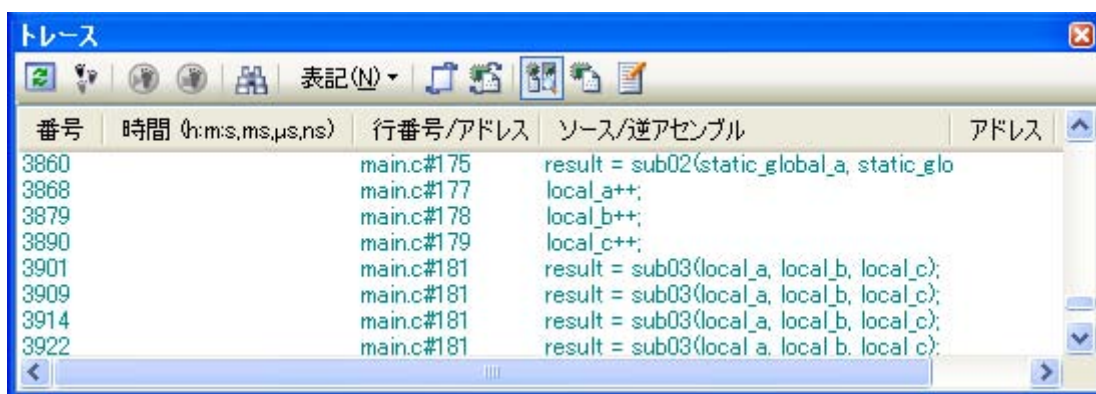 トレース
表記(N)
番号 時間 (h:m:s,ms,μs,ns) 行番号/アドレス ソース/逆アセンブル アドレス
3860 main.c#175 result = sub02(static_global_a, static_glo
3868 main.c#177 local_a++;
3879 main.c#178 local_b++;
3890 main.c#179 local_c++;
3901 main.c#181 result = sub03(local_a, local_b, local_c);
3909 main.c#181 result = sub03(local_a, local_b, local_c);
3914 main.c#181 result = sub03(local_a, local_b, local_c);
3922 main.c#181 result = sub03(local_a, local_b, local_c);